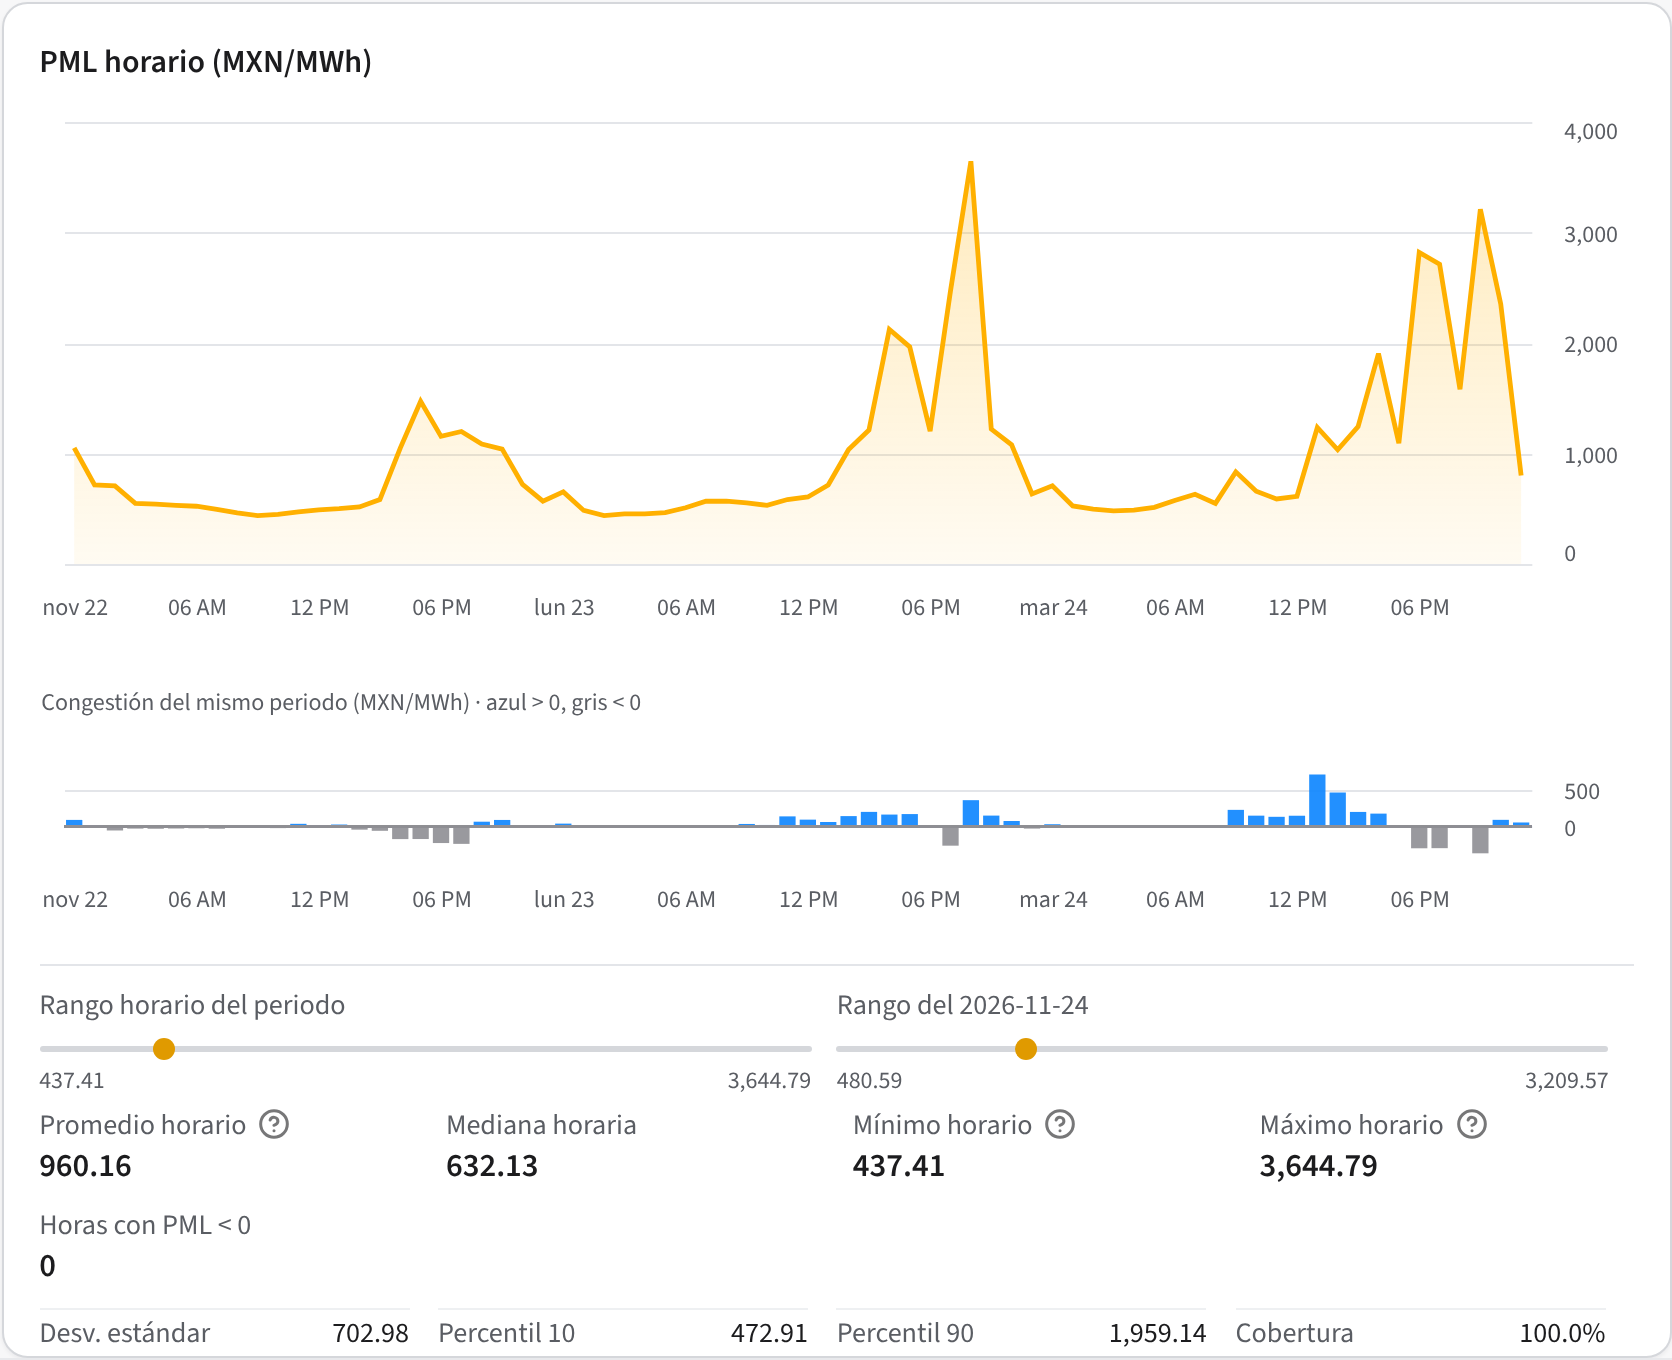 PML horario (MXN/MWh)
4,000
3,000
2,000
1,000
0
nov 22 06 AM 12 PM 06 PM lun 23 06 AM 12 PM 06 PM mar 24 06 AM 12 PM 06 PM
Congestión del mismo periodo (MXN/MWh) · azul > 0, gris < 0
500
0
nov 22 06 AM 12 PM 06 PM lun 23 06 AM 12 PM 06 PM mar 24 06 AM 12 PM 06 PM
Rango horario del periodo
437.41 3,644.79
Rango del 2026-11-24
480.59 3,209.57
Promedio horario ?
960.16
Mediana horaria
632.13
Mínimo horario ?
437.41
Máximo horario ?
3,644.79
Horas con PML < 0
0
Desv. estándar 702.98
Percentil 10 472.91
Percentil 90 1,959.14
Cobertura 100.0%